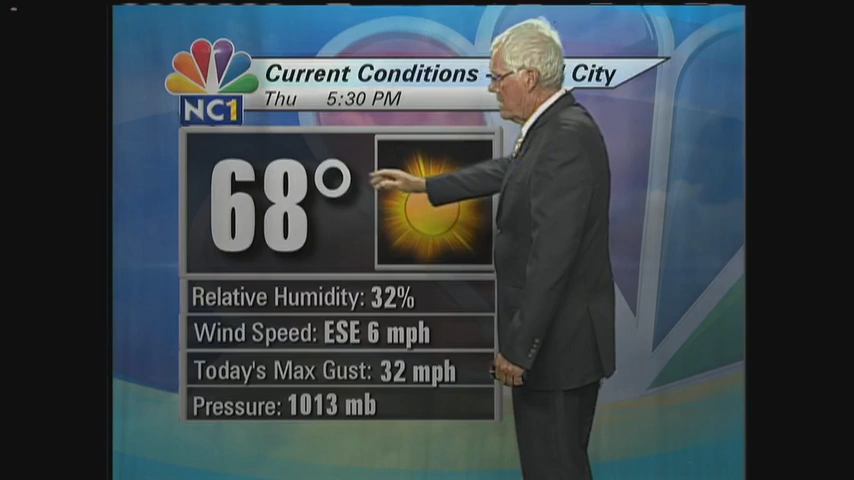 Current Conditions - City
Thu 5:30 PM
NC1
68°
Relative Humidity: 32%
Wind Speed: ESE 6 mph
Today's Max Gust: 32 mph
Pressure: 1013 mb